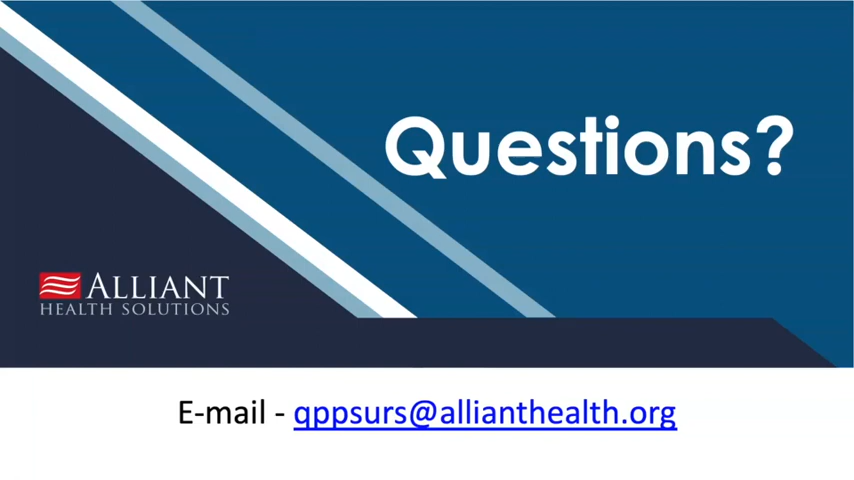 Questions?
ALLIANT
HEALTH SOLUTIONS
E-mail - qppsurs@allianthealth.org